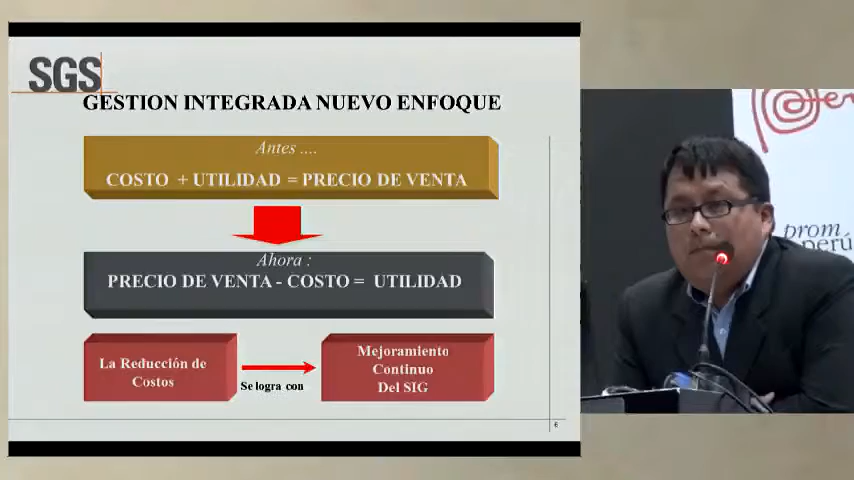 SGS
GESTION INTEGRADA NUEVO ENFOQUE
Antes ....
COSTO + UTILIDAD = PRECIO DE VENTA
Ahora :
PRECIO DE VENTA - COSTO = UTILIDAD
La Reducción de
Costos
Se logra con
Mejoramiento
Continuo
Del SIG
6
prom
perú